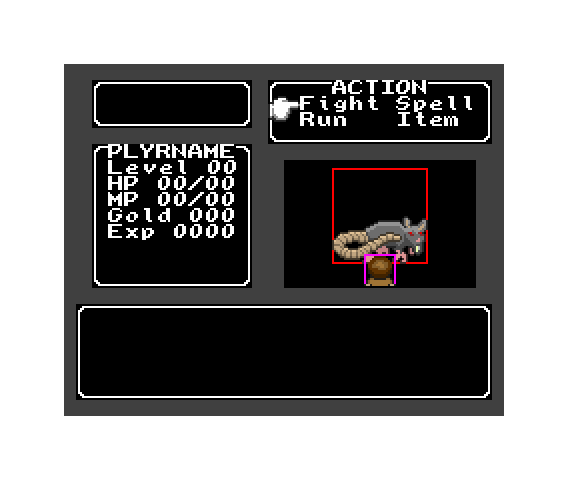 ACTION
Fight Spell
Run Item
PLYRNAME
Level 00
HP 00/00
MP 00/00
Gold 000
Exp 0000